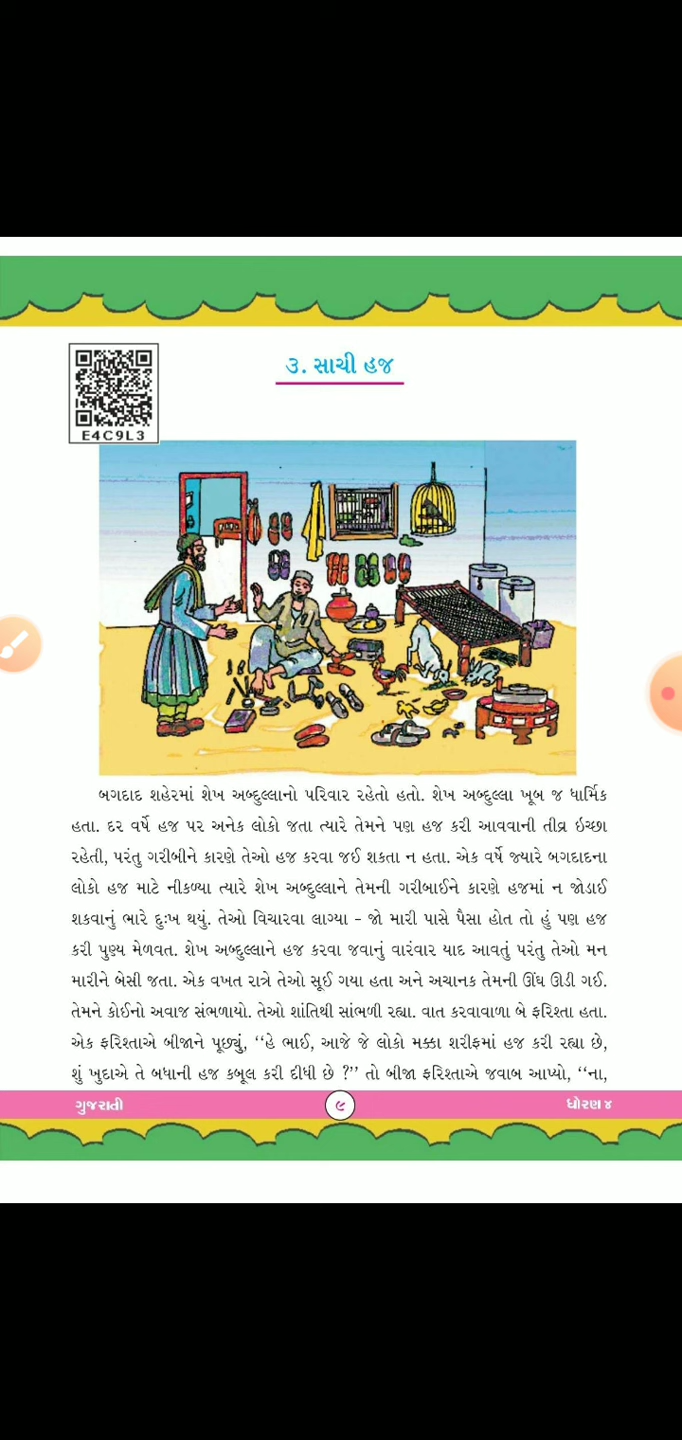 E4C9L3
૩. સાચી હજ
બગદાદ શહેરમાં શેખ અબ્દુલ્લાનો પરિવાર રહેતો હતો. શેખ અબ્દુલ્લા ખૂબ જ ધાર્મિક
હતા. દર વર્ષે હજ પર અનેક લોકો જતા ત્યારે તેમને પણ હજ કરી આવવાની તીવ્ર ઇચ્છા
રહેતી, પરંતુ ગરીબીને કારણે તેઓ હજ કરવા જઈ શકતા ન હતા. એક વર્ષે જ્યારે બગદાદના
લોકો હજ માટે નીકળ્યા ત્યારે શેખ અબ્દુલ્લાને તેમની ગરીબાઈને કારણે હજમાં ન જોડાઈ
શકવાનું ભારે દુઃખ થયું. તેઓ વિચારવા લાગ્યા - જો મારી પાસે પૈસા હોત તો હું પણ હજ
કરી પુણ્ય મેળવત. શેખ અબ્દુલ્લાને હજ કરવા જવાનું વારંવાર યાદ આવતું પરંતુ તેઓ મન
મારીને બેસી જતા. એક વખત રાત્રે તેઓ સૂઈ ગયા હતા અને અચાનક તેમની ઊંઘ ઊડી ગઈ.
તેમને કોઈનો અવાજ સંભળાયો. તેઓ શાંતિથી સાંભળી રહ્યા. વાત કરવાવાળા બે ફરિશ્તા હતા.
એક ફરિશ્તાએ બીજાને પૂછ્યું, ‘‘હે ભાઈ, આજે જે લોકો મક્કા શરીફમાં હજ કરી રહ્યા છે,
શું ખુદાએ તે બધાની હજ કબૂલ કરી દીધી છે ?’’ તો બીજા ફરિશ્તાએ જવાબ આપ્યો, ‘‘ના,
ગુજરાતી
૯
ધોરણ ૪